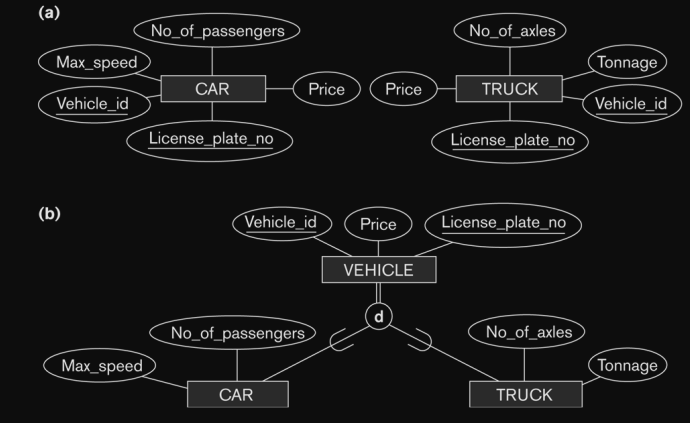 (a)
No_of_passengers
No_of_axles
Max_speed
Tonnage
CAR
Price
Price
TRUCK
Vehicle_id
Vehicle_id
License_plate_no
License_plate_no
(b)
Vehicle_id
Price
License_plate_no
VEHICLE
d
No_of_passengers
No_of_axles
Max_speed
Tonnage
CAR
TRUCK